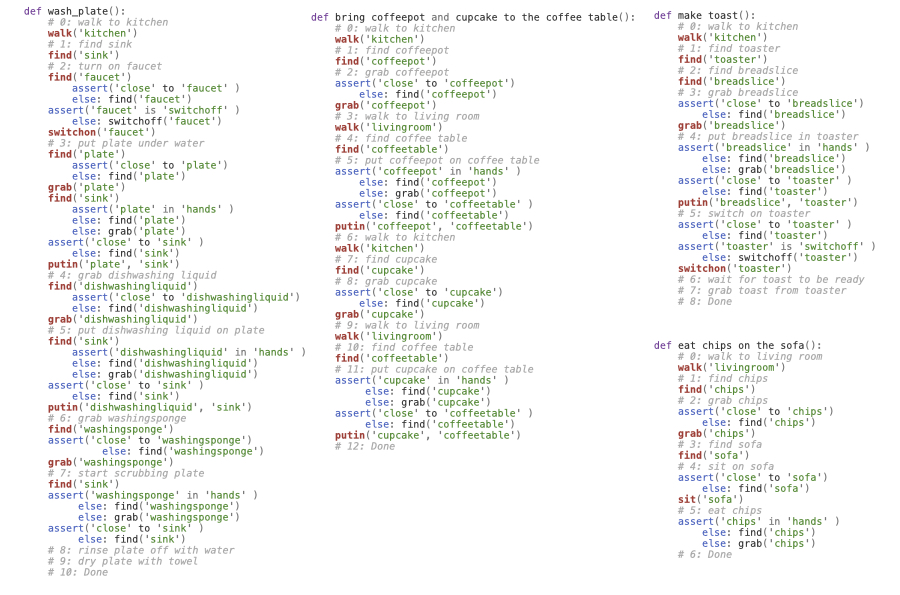 def wash_plate():
    # 0: walk to kitchen
    walk('kitchen')
    # 1: find sink
    find('sink')
    # 2: turn on faucet
    find('faucet')
        assert('close' to 'faucet' )
        else: find('faucet')
    assert('faucet' is 'switchoff' )
        else: switchoff('faucet')
    switchon('faucet')
    # 3: put plate under water
    find('plate')
        assert('close' to 'plate')
        else: find('plate')
    grab('plate')
    find('sink')
        assert('plate' in 'hands' )
        else: find('plate')
        else: grab('plate')
    assert('close' to 'sink' )
        else: find('sink')
    putin('plate', 'sink')
    # 4: grab dishwashing liquid
    find('dishwashingliquid')
        assert('close' to 'dishwashingliquid')
        else: find('dishwashingliquid')
    grab('dishwashingliquid')
    # 5: put dishwashing liquid on plate
    find('sink')
        assert('dishwashingliquid' in 'hands' )
        else: find('dishwashingliquid')
        else: grab('dishwashingliquid')
    assert('close' to 'sink' )
        else: find('sink')
    putin('dishwashingliquid', 'sink')
    # 6: grab washingsponge
    find('washingsponge')
    assert('close' to 'washingsponge')
             else: find('washingsponge')
    grab('washingsponge')
    # 7: start scrubbing plate
    find('sink')
    assert('washingsponge' in 'hands' )
         else: find('washingsponge')
         else: grab('washingsponge')
    assert('close' to 'sink' )
         else: find('sink')
    # 8: rinse plate off with water
    # 9: dry plate with towel
    # 10: Done
def bring coffeepot and cupcake to the coffee table():
    # 0: walk to kitchen
    walk('kitchen')
    # 1: find coffeepot
    find('coffeepot')
    # 2: grab coffeepot
    assert('close' to 'coffeepot')
        else: find('coffeepot')
    grab('coffeepot')
    # 3: walk to living room
    walk('livingroom')
    # 4: find coffee table
    find('coffeetable')
    # 5: put coffeepot on coffee table
    assert('coffeepot' in 'hands' )
        else: find('coffeepot')
        else: grab('coffeepot')
    assert('close' to 'coffeetable' )
        else: find('coffeetable')
    putin('coffeepot', 'coffeetable')
    # 6: walk to kitchen
    walk('kitchen')
    # 7: find cupcake
    find('cupcake')
    # 8: grab cupcake
    assert('close' to 'cupcake')
        else: find('cupcake')
    grab('cupcake')
    # 9: walk to living room
    walk('livingroom')
    # 10: find coffee table
    find('coffeetable')
    # 11: put cupcake on coffee table
    assert('cupcake' in 'hands' )
         else: find('cupcake')
         else: grab('cupcake')
    assert('close' to 'coffeetable' )
         else: find('coffeetable')
    putin('cupcake', 'coffeetable')
    # 12: Done
def make toast():
    # 0: walk to kitchen
    walk('kitchen')
    # 1: find toaster
    find('toaster')
    # 2: find breadslice
    find('breadslice')
    # 3: grab breadslice
    assert('close' to 'breadslice')
        else: find('breadslice')
    grab('breadslice')
    # 4: put breadslice in toaster
    assert('breadslice' in 'hands' )
        else: find('breadslice')
        else: grab('breadslice')
    assert('close' to 'toaster' )
        else: find('toaster')
    putin('breadslice', 'toaster')
    # 5: switch on toaster
    assert('close' to 'toaster' )
        else: find('toaster')
    assert('toaster' is 'switchoff' )
        else: switchoff('toaster')
    switchon('toaster')
    # 6: wait for toast to be ready
    # 7: grab toast from toaster
    # 8: Done
def eat chips on the sofa():
    # 0: walk to living room
    walk('livingroom')
    # 1: find chips
    find('chips')
    # 2: grab chips
    assert('close' to 'chips')
        else: find('chips')
    grab('chips')
    # 3: find sofa
    find('sofa')
    # 4: sit on sofa
    assert('close' to 'sofa')
        else: find('sofa')
    sit('sofa')
    # 5: eat chips
    assert('chips' in 'hands' )
        else: find('chips')
        else: grab('chips')
    # 6: Done